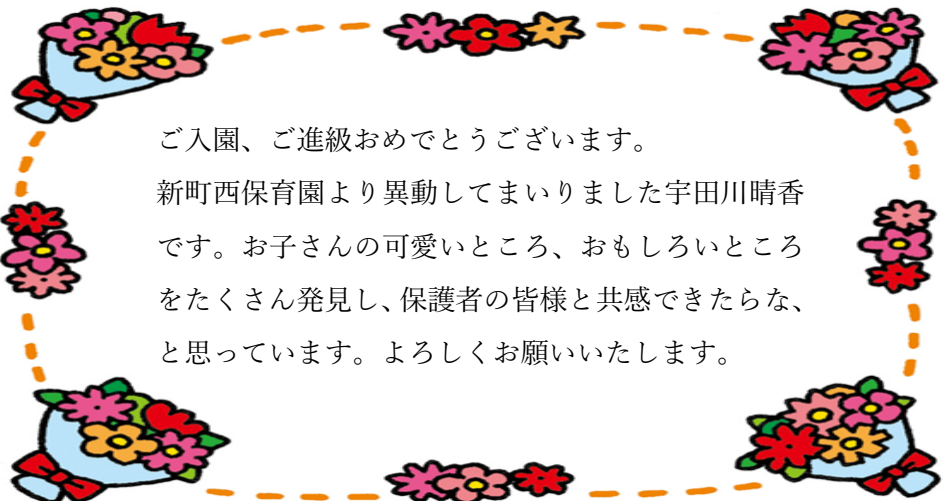 ご入園、ご進級おめでとうございます。
新町西保育園より異動してまいりました宇田川晴香
です。お子さんの可愛いところ、おもしろいところ
をたくさん発見し、保護者の皆様と共感できたらな、
と思っています。よろしくお願いいたします。